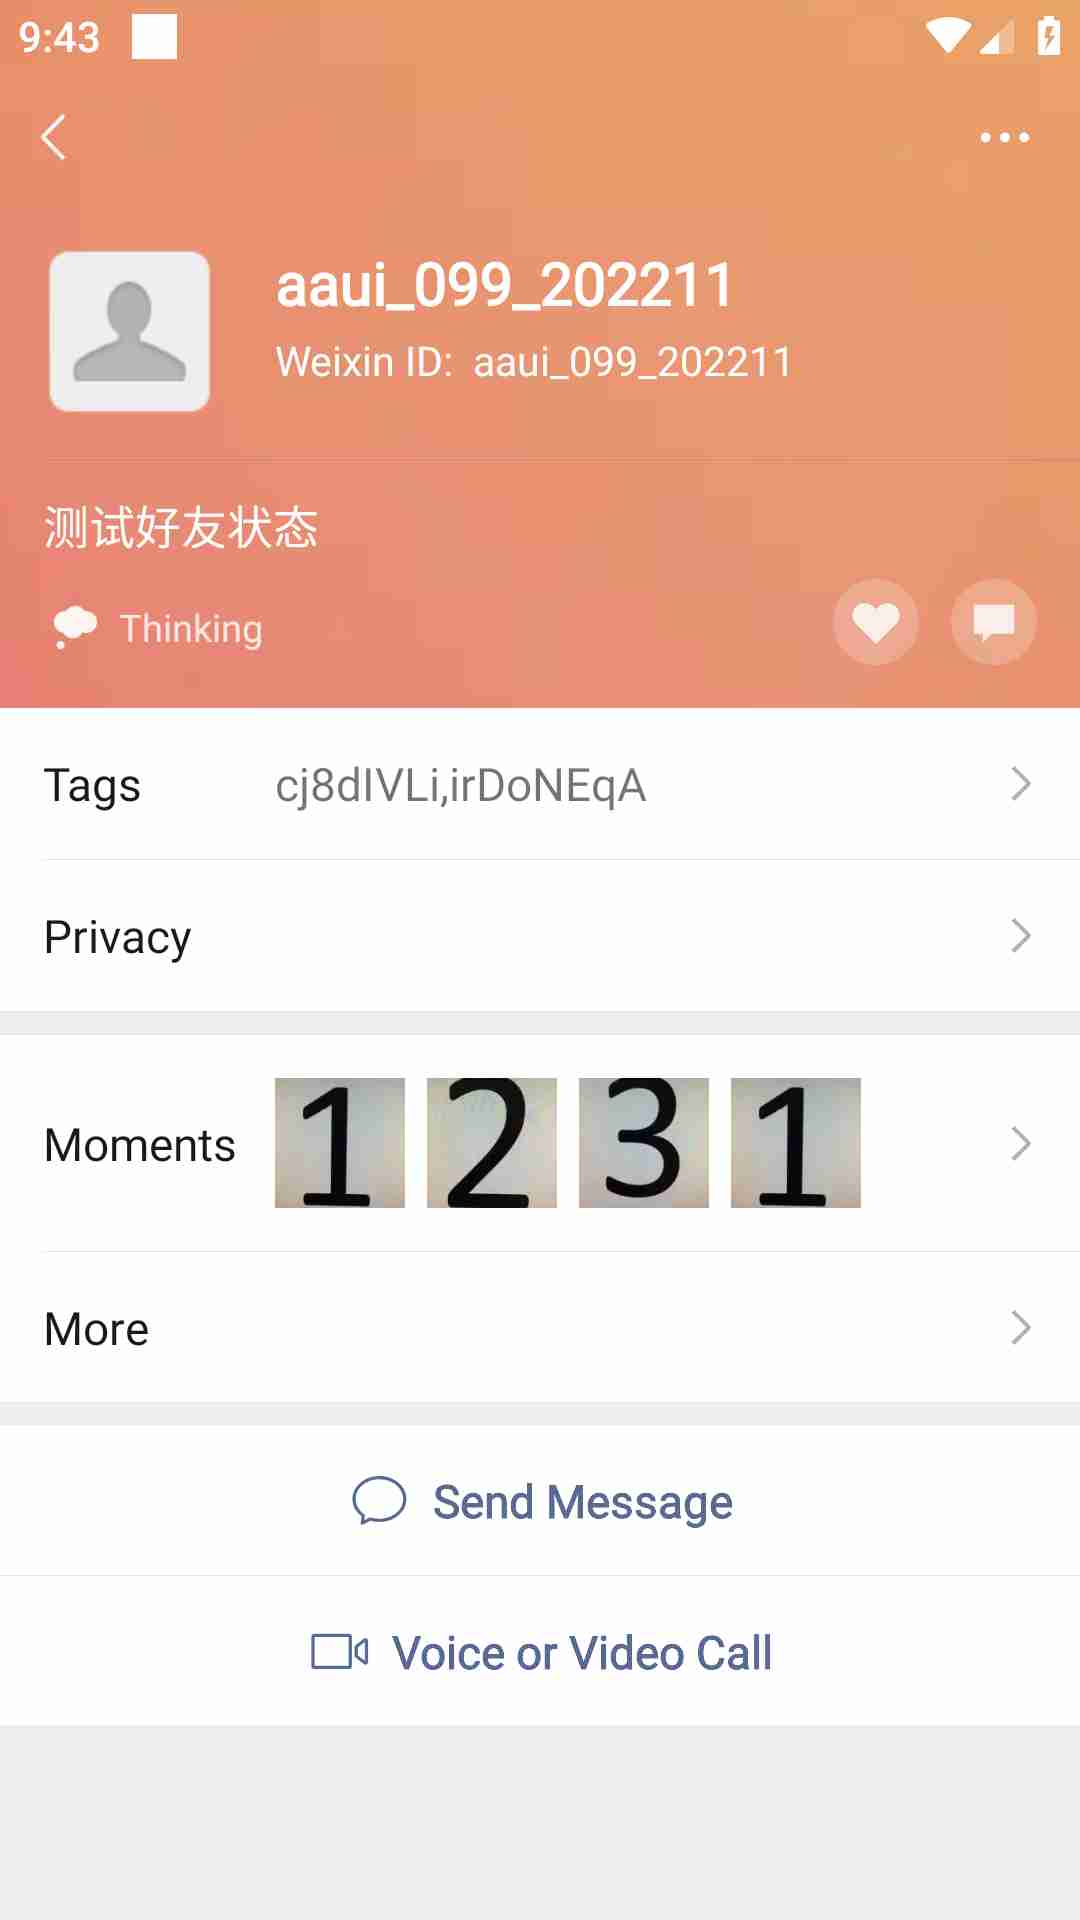 9:43
aaui_099_202211
Weixin ID: aaui_099_202211
测试好友状态
Thinking
Tags cj8dIVLi,irDoNEqA
Privacy
Moments 1 2 3 1
More
Send Message
Voice or Video Call